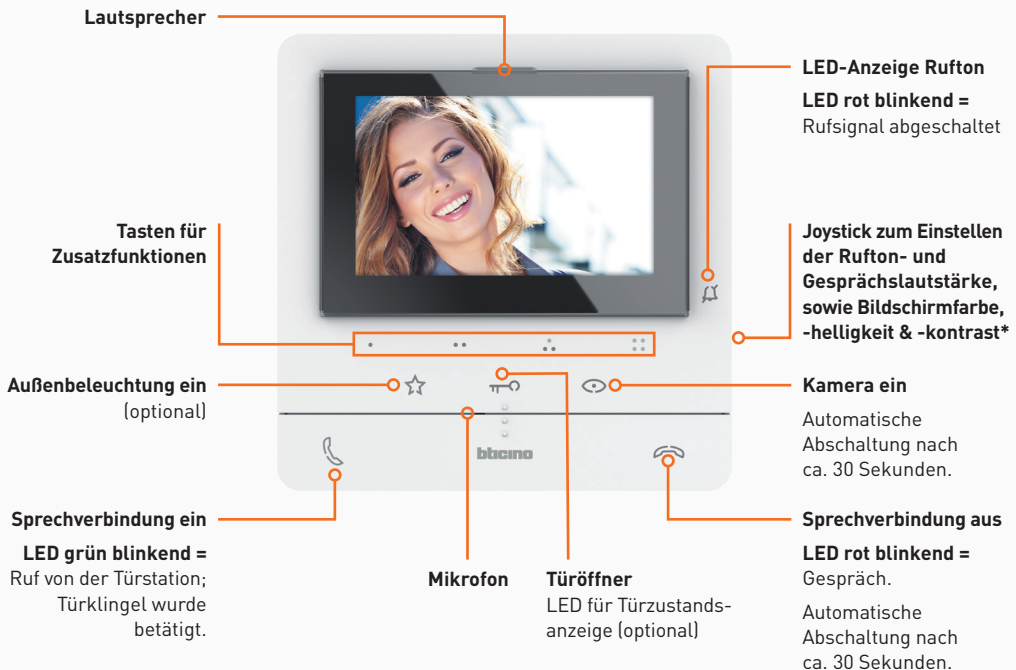 Lautsprecher
LED-Anzeige Rufton
LED rot blinkend =
Rufsignal abgeschaltet
Tasten für
Zusatzfunktionen
Joystick zum Einstellen
der Rufton- und
Gesprächslautstärke,
sowie Bildschirmfarbe,
-helligkeit & -kontrast*
Außenbeleuchtung ein
(optional)
Kamera ein
Automatische
Abschaltung nach
ca. 30 Sekunden.
bticino
Sprechverbindung ein
LED grün blinkend =
Ruf von der Türstation;
Türklingel wurde
betätigt.
Mikrofon
Türöffner
LED für Türzustands-
anzeige (optional)
Sprechverbindung aus
LED rot blinkend =
Gespräch.
Automatische
Abschaltung nach
ca. 30 Sekunden.